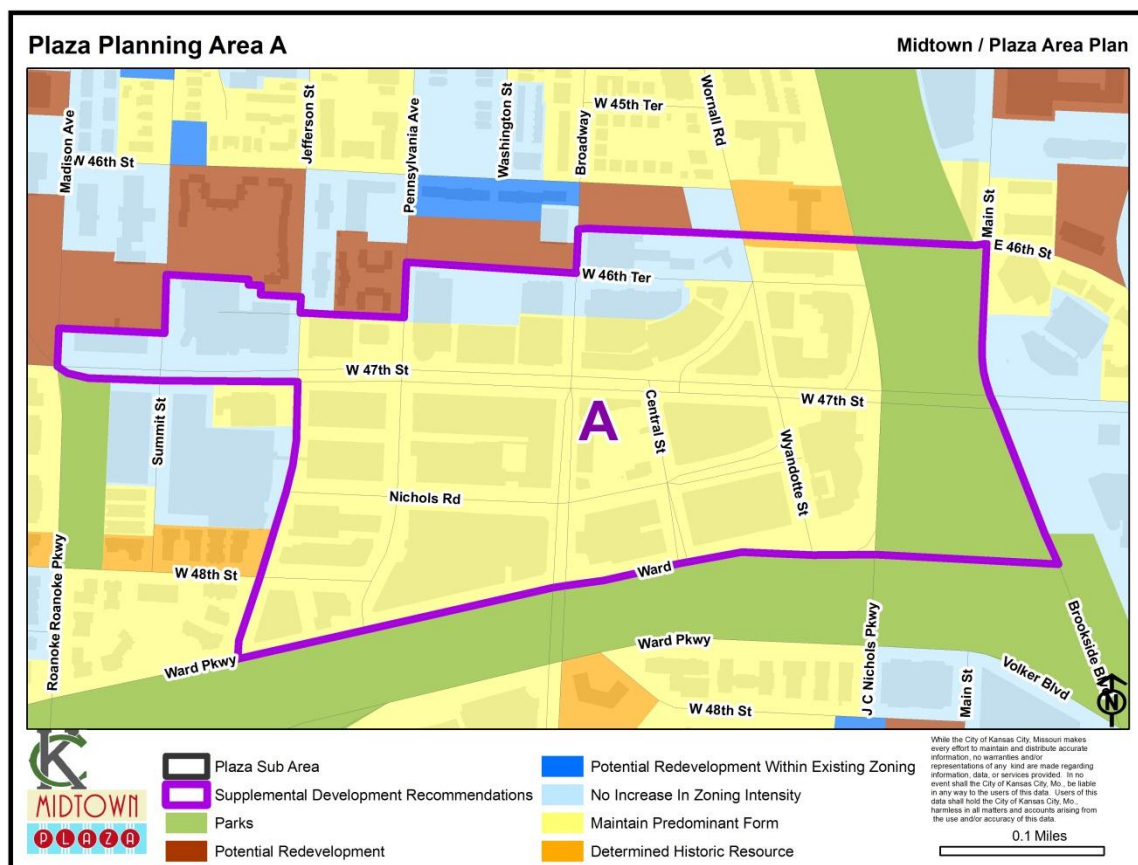 Plaza Planning Area A
Midtown / Plaza Area Plan
Madison Ave
Jefferson St
Pennsylvania Ave
Washington St
Broadway
W 45th Ter
Wornall Rd
W 46th St
Main St
E 46th St
W 46th Ter
W 47th St
W 47th St
A
Central St
Wyandotte St
Summit St
Nichols Rd
Roanoke Roanoke Pkwy
W 48th St
Ward
Ward Pkwy
Ward Pkwy
J C Nichols Pkwy
Main St
Volker Blvd
Brookside Blv
W 48th St
N
KC
MIDTOWN
PLAZA
Plaza Sub Area
Supplemental Development Recommendations
Parks
Potential Redevelopment
Potential Redevelopment Within Existing Zoning
No Increase In Zoning Intensity
Maintain Predominant Form
Determined Historic Resource
While the City of Kansas City, Missouri makes
every effort to maintain and distribute accurate
information, no warranties and/or
representations of any kind are made regarding
information, data, or services provided. In no
event shall the City of Kansas City, Mo., be liable
in any way to the users of this data. Users of this
data shall hold the City of Kansas City, Mo.,
harmless in all matters and accounts arising from
the use and/or accuracy of this data.
0.1 Miles